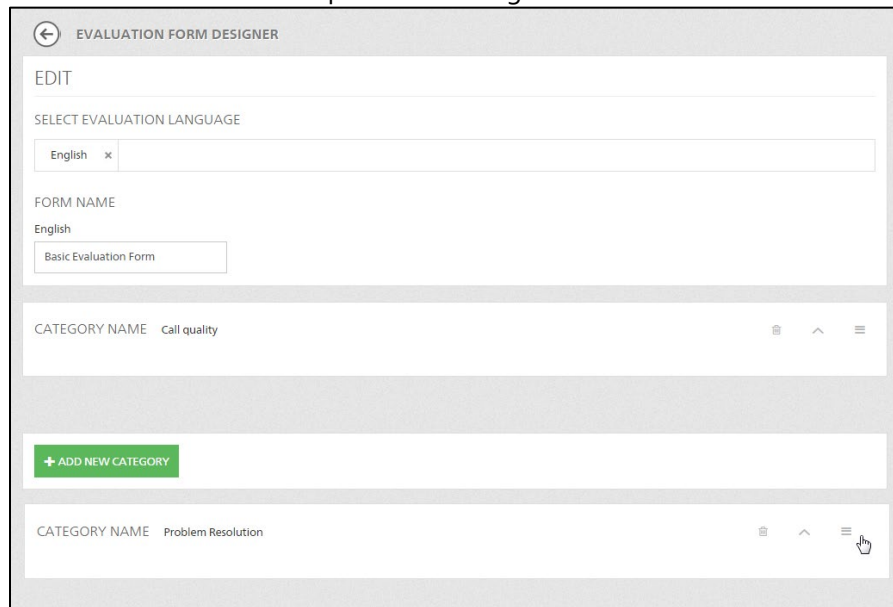 EVALUATION FORM DESIGNER
EDIT
SELECT EVALUATION LANGUAGE
English ×
FORM NAME
English
Basic Evaluation Form
CATEGORY NAME Call quality
+ ADD NEW CATEGORY
CATEGORY NAME Problem Resolution